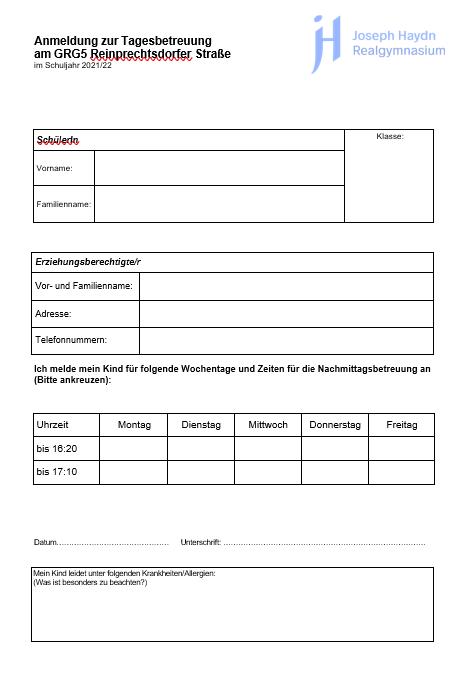 Anmeldung zur Tagesbetreuung
am GRG5 Reinprechtsdorfer Straße
im Schuljahr 2021/22
Joseph Haydn
Realgymnasium
SchülerIn
Klasse:
Vorname:
Familienname:
Erziehungsberechtigte/r
Vor- und Familienname:
Adresse:
Telefonnummern:
Ich melde mein Kind für folgende Wochentage und Zeiten für die Nachmittagsbetreuung an
(Bitte ankreuzen):
Uhrzeit Montag Dienstag Mittwoch Donnerstag Freitag
bis 16:20
bis 17:10
Datum.......................................... Unterschrift: ............................................................................
Mein Kind leidet unter folgenden Krankheiten/Allergien:
(Was ist besonders zu beachten?)